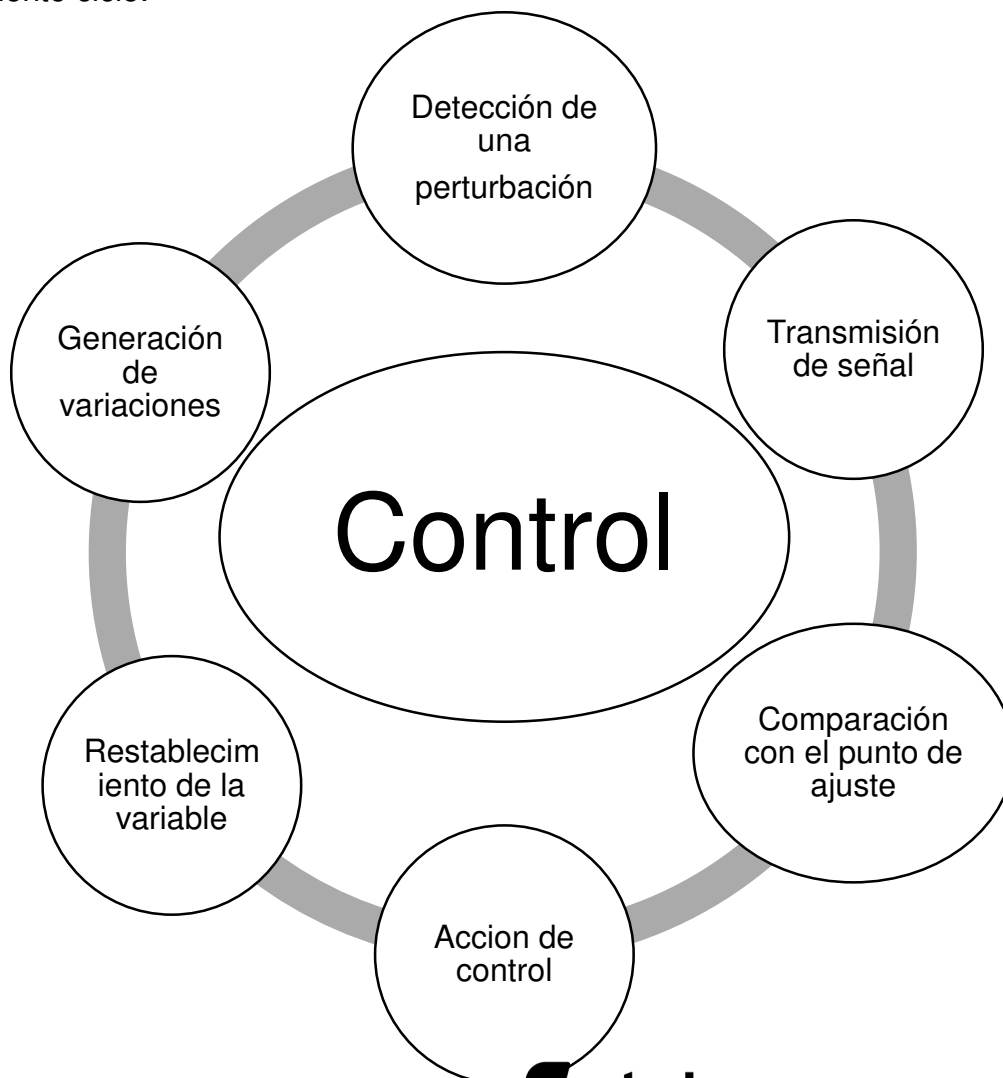 Detección de
una
perturbación
Transmisión
de señal
Comparación
con el punto de
ajuste
Accion de
control
Restablecim
iento de la
variable
Generación
de
variaciones
Control